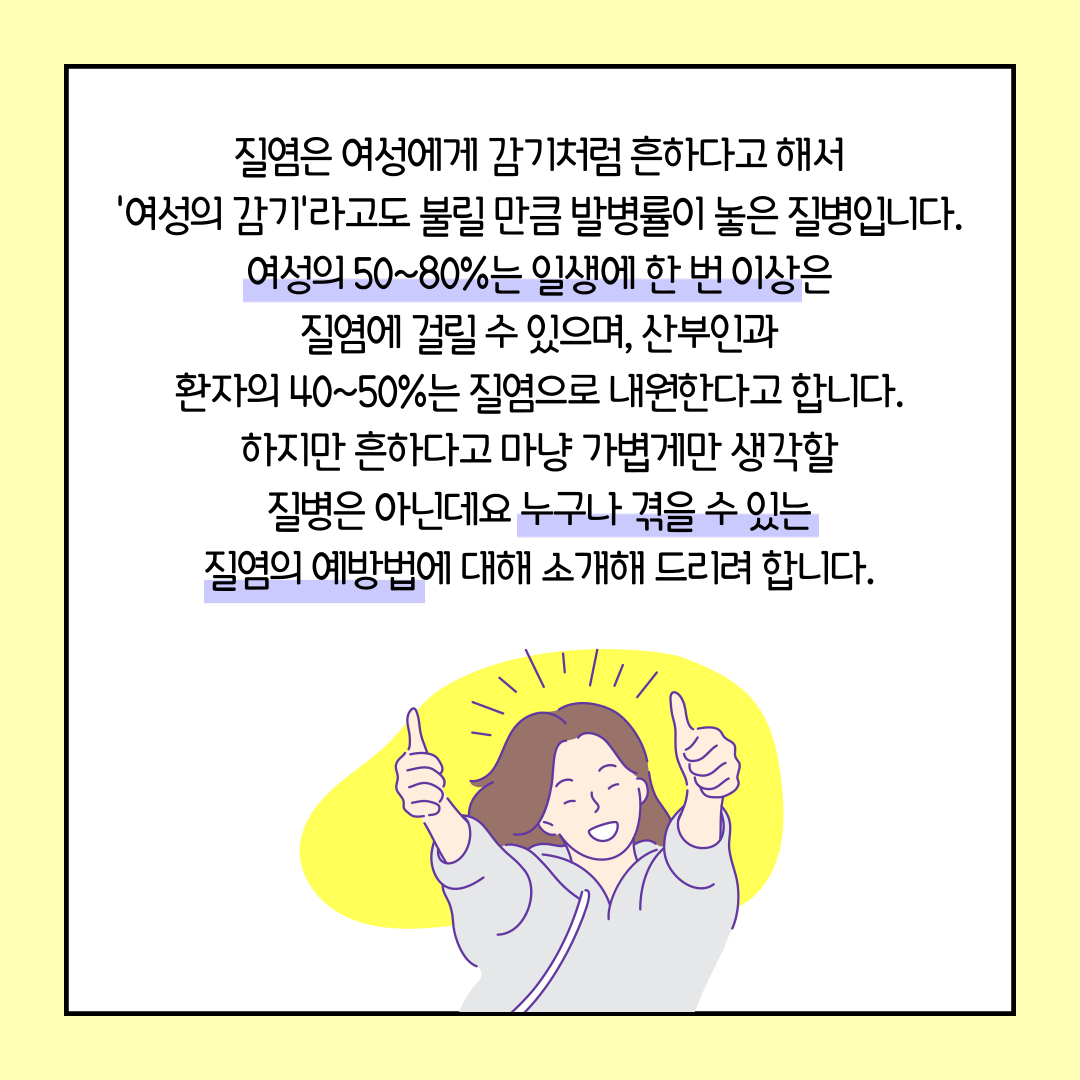 질염은 여성에게 감기처럼 흔하다고 해서
'여성의 감기'라고도 불릴 만큼 발병률이 놓은 질병입니다.
여성의 50~80%는 일생에 한 번 이상은
질염에 걸릴 수 있으며, 산부인과
환자의 40~50%는 질염으로 내원한다고 합니다.
하지만 흔하다고 마냥 가볍게만 생각할
질병은 아닌데요 누구나 겪을 수 있는
질염의 예방법에 대해 소개해 드리려 합니다.